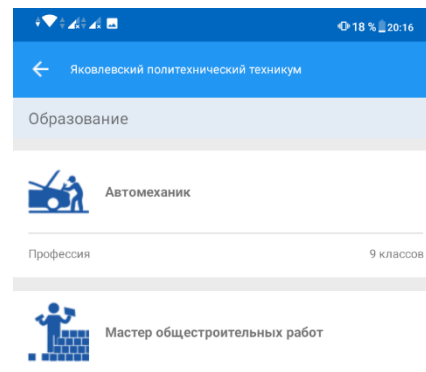 18 % 20:16
Яковлевский политехнический техникум
Образование
Автомеханик
Профессия 9 классов
Мастер общестроительных работ